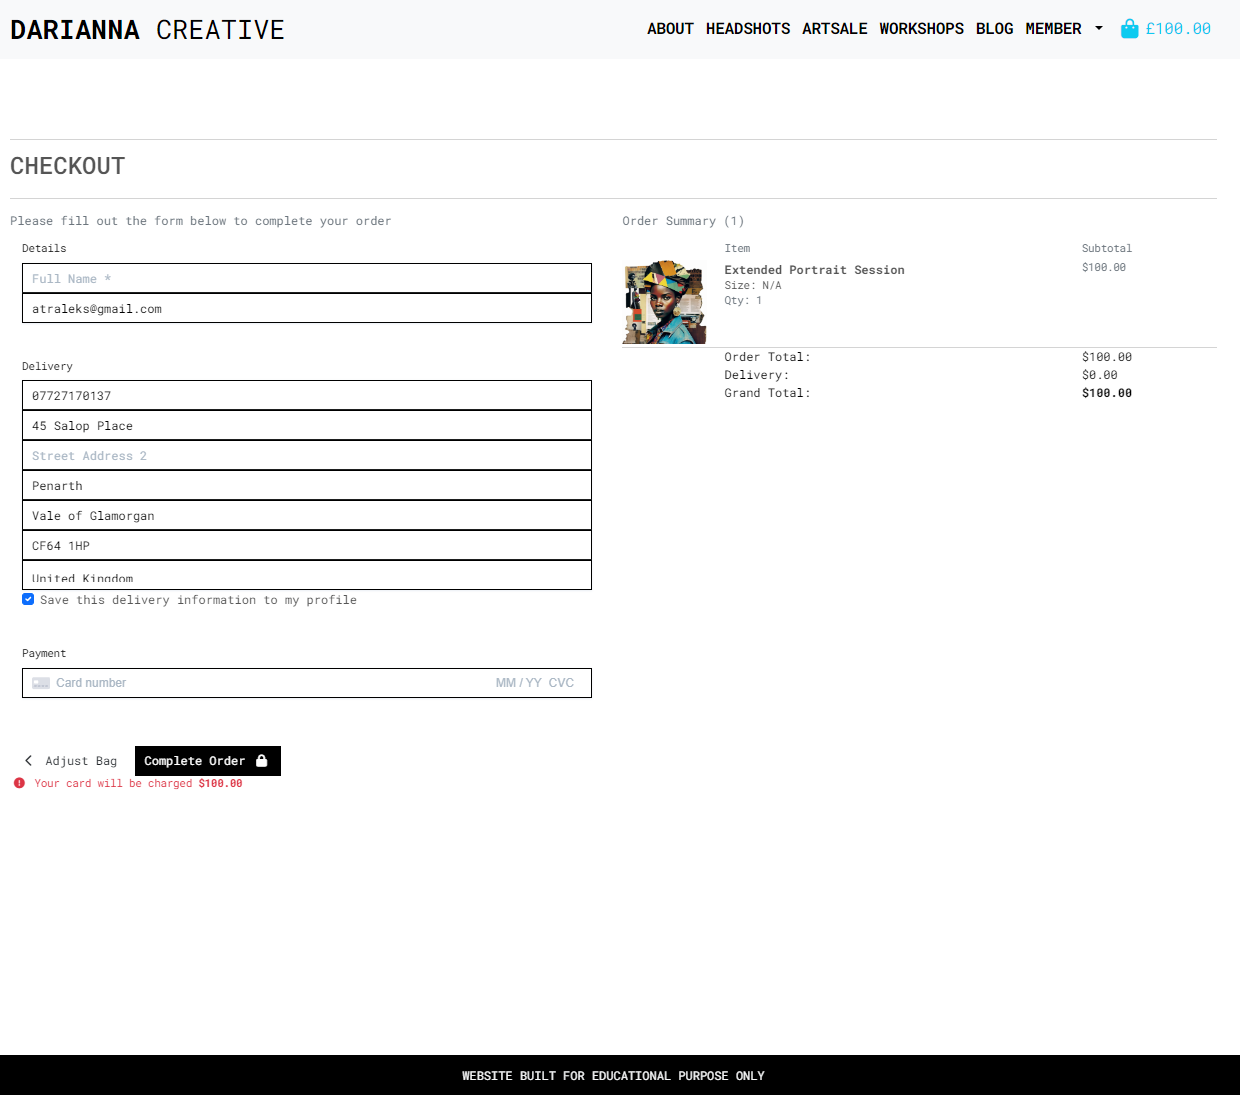 DARIANNA CREATIVE
ABOUT HEADSHOTS ARTSALE WORKSHOPS BLOG MEMBER £100.00
CHECKOUT
Please fill out the form below to complete your order
Details
Full Name *
atraleks@gmail.com
Delivery
07727170137
45 Salop Place
Street Address 2
Penarth
Vale of Glamorgan
CF64 1HP
United Kingdom
Save this delivery information to my profile
Payment
Card number MM / YY CVC
Adjust Bag
Complete Order
Your card will be charged $100.00
Order Summary (1)
Item Subtotal
Extended Portrait Session $100.00
Size: N/A
Qty: 1
Order Total: $100.00
Delivery: $0.00
Grand Total: $100.00
WEBSITE BUILT FOR EDUCATIONAL PURPOSE ONLY